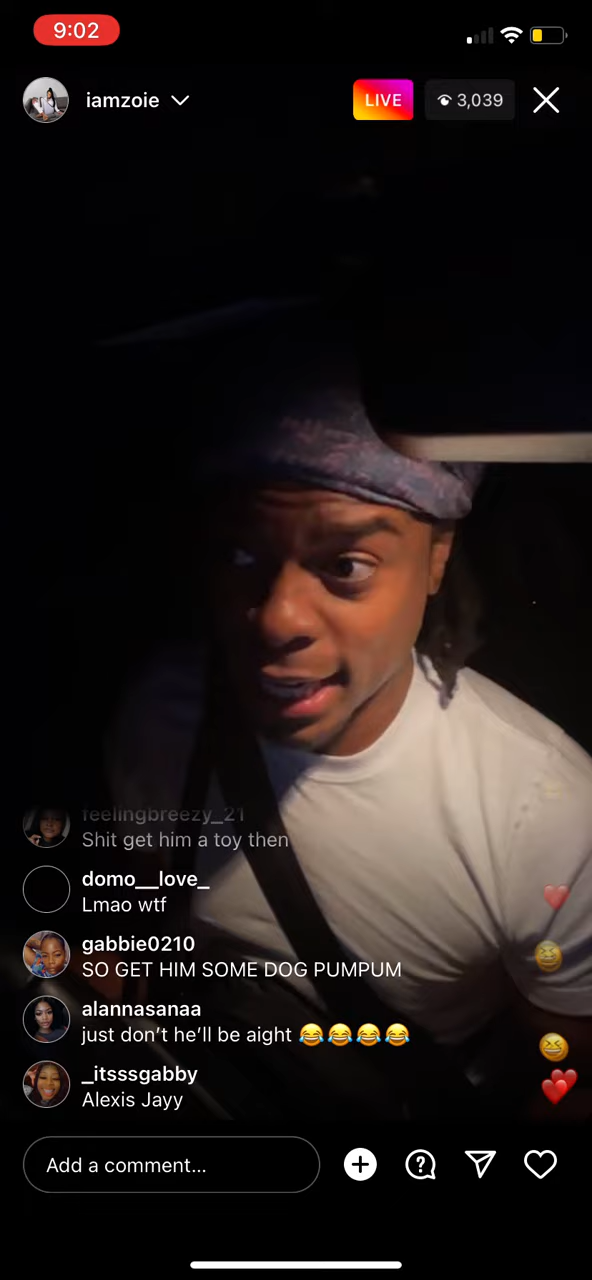 9:02
iamzoie
LIVE
3,039
feelingbreezy_21
Shit get him a toy then
domo__love_
Lmao wtf
gabbie0210
SO GET HIM SOME DOG PUMPUM
alannasanaa
just don’t he’ll be aight 😂😂😂😂
_itsssgabby
Alexis Jayy
Add a comment...